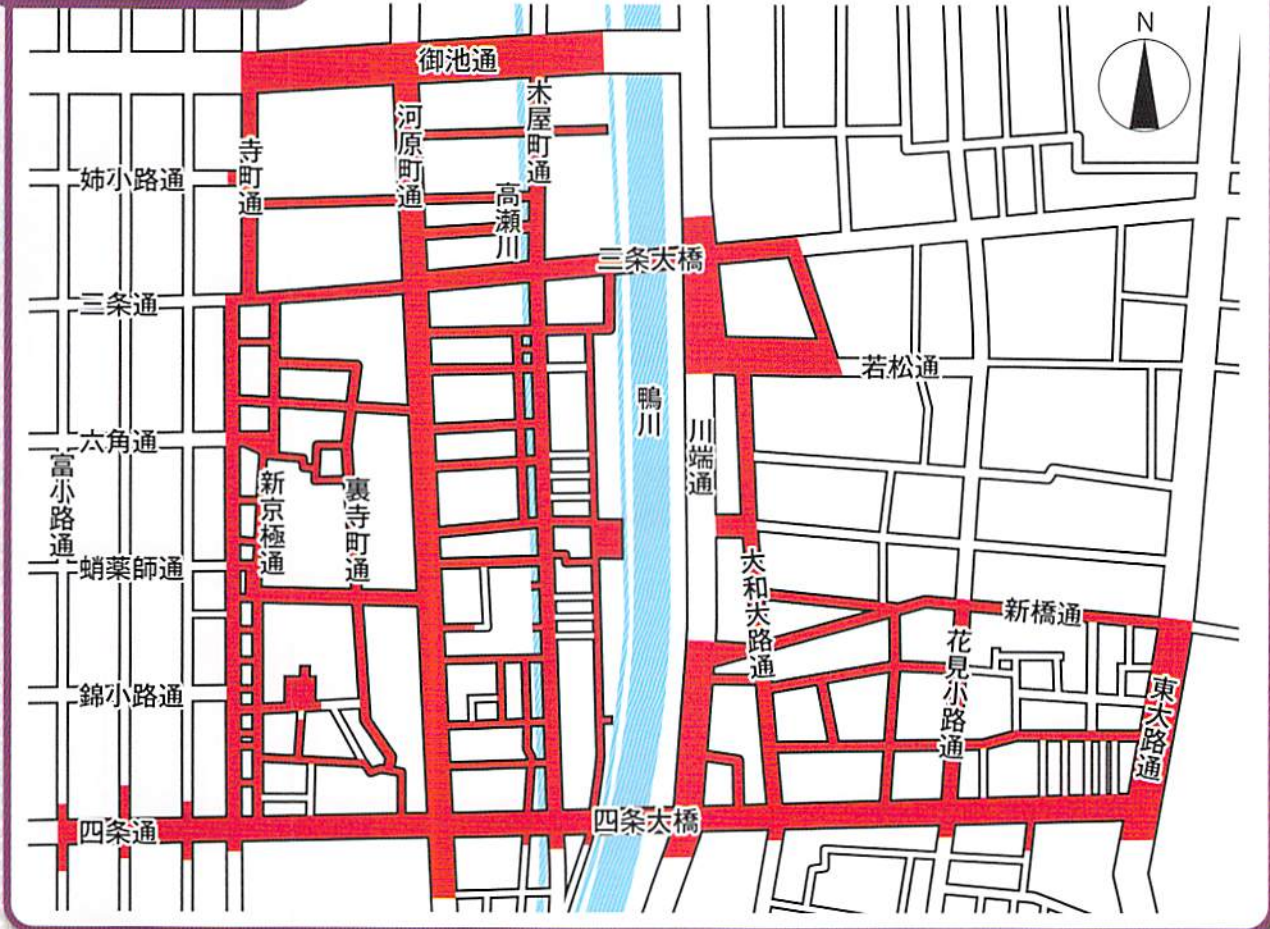 N
御池通
木屋町通
河原町通
寺町通
姉小路通
高瀬川
三条大橋
三条通
若松通
鴨川
川端通
六角通
富小路通
新京極通
裏寺町通
蛸薬師通
大和大路通
新橋通
花見小路通
錦小路通
東大路通
四条通
四条大橋